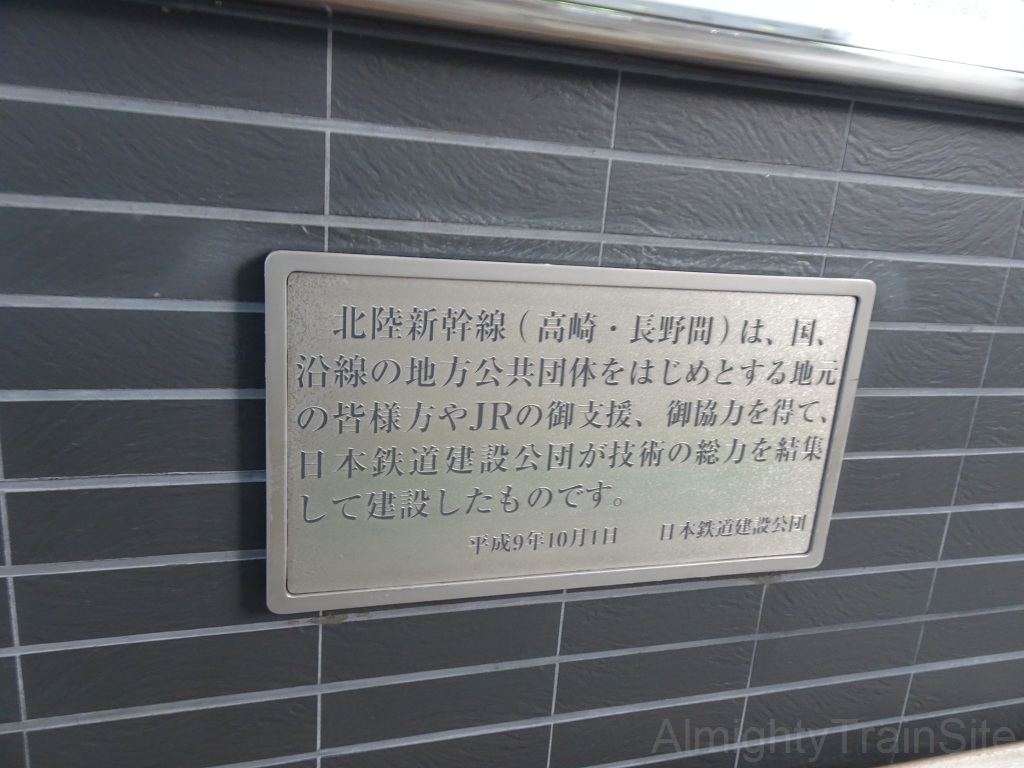 北陸新幹線（高崎・長野間）は、国、
沿線の地方公共団体をはじめとする地元
の皆様方やJRの御支援、御協力を得て、
日本鉄道建設公団が技術の総力を結集
して建設したものです。
平成9年10月1日　日本鉄道建設公団
AlmightyTrainSite